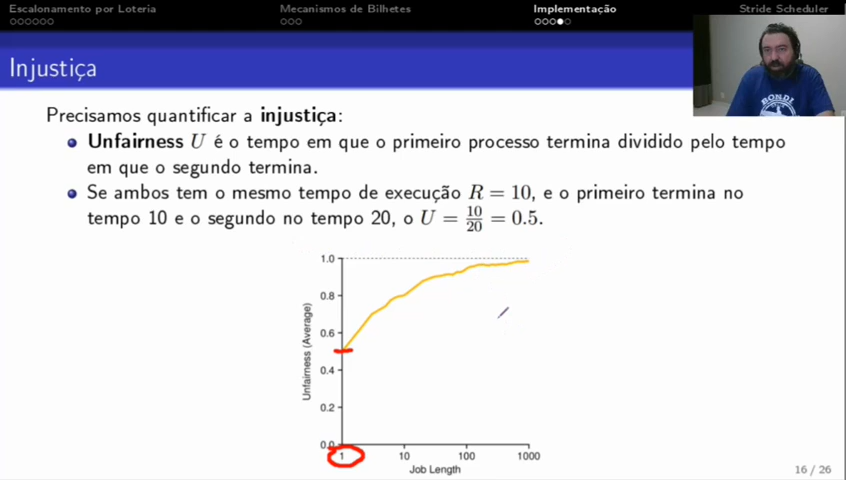 Escalonamento por Loteria
Mecanismos de Bilhetes
Implementação
Stride Scheduler
Injustiça
BONDI
Precisamos quantificar a injustiça:
Unfairness U é o tempo em que o primeiro processo termina dividido pelo tempo
em que o segundo termina.
Se ambos tem o mesmo tempo de execução R = 10, e o primeiro termina no
tempo 10 e o segundo no tempo 20, o U = 10/20 = 0.5.
1.0
0.8
0.6
0.4
0.2
0.0
Unfairness (Average)
1 10 100 1000
Job Length
16 / 26